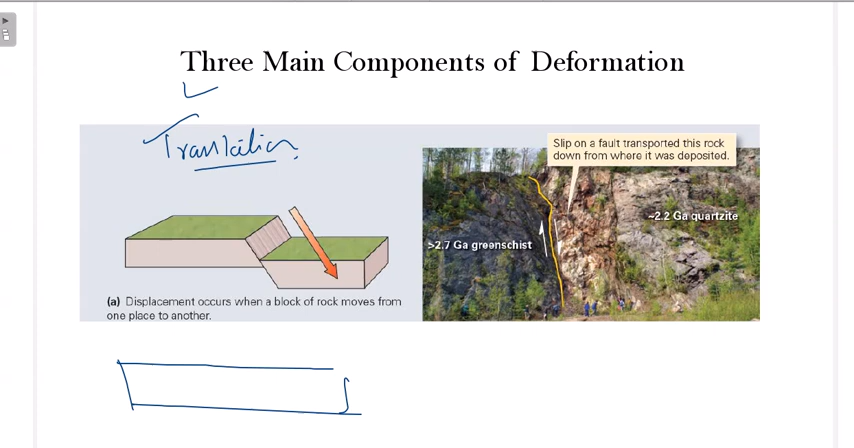 Three Main Components of Deformation
Translation
Slip on a fault transported this rock
down from where it was deposited.
~2.2 Ga quartzite
>2.7 Ga greenschist
(a) Displacement occurs when a block of rock moves from
one place to another.